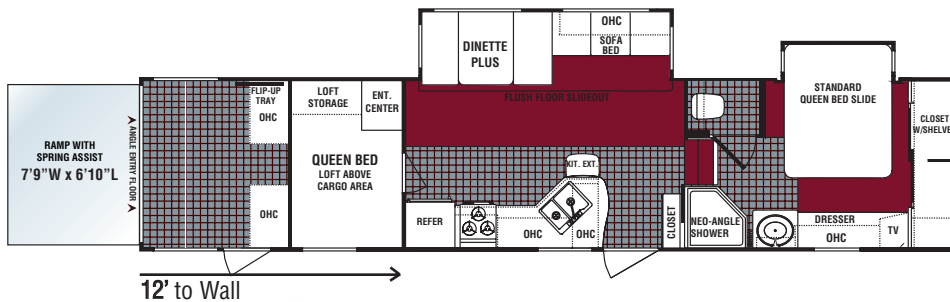 RAMP WITH
SPRING ASSIST
7'9"W x 6'10"L
ANGLE ENTRY FLOOR
FLIP-UP
TRAY
OHC
OHC
LOFT
STORAGE
ENT.
CENTER
QUEEN BED
LOFT ABOVE
CARGO AREA
DINETTE
PLUS
OHC
SOFA
BED
FLUSH FLOOR SLIDEOUT
REFER
OHC
OHC
KIT. EXT.
CLOSET
NEO-ANGLE
SHOWER
STANDARD
QUEEN BED SLIDE
DRESSER
OHC
TV
CLOSET
W/SHELVE
12' to Wall